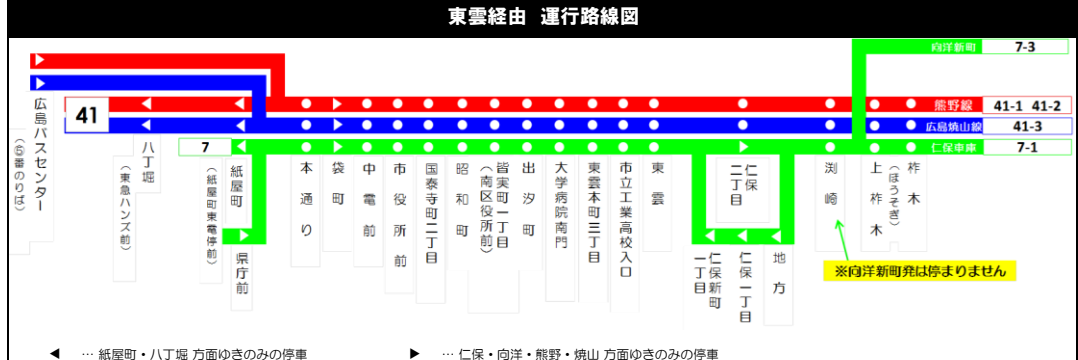 東雲経由 運行路線図
向洋新町 7-3
熊野線 41-1 41-2
41
広島焼山線 41-3
7
仁保車庫 7-1
広島バスセンター
(⑥番のりば)
八丁堀
(東急ハンズ前)
紙屋町
(紙屋町東電停前)
県庁前
本通り
袋町
中電前
市役所前
国泰寺町二丁目
昭和町
皆実町一丁目
(南区役所前)
出汐町
大学病院南門
東雲本町三丁目
市立工業高校入口
東雲
仁保新町一丁目
仁保二丁目
仁保一丁目
地方
渕崎
上柞木
柞木
(ほうそぎ)
※向洋新町発は停まりません
◀ … 紙屋町・八丁堀 方面ゆきのみの停車
▶ … 仁保・向洋・熊野・焼山 方面ゆきのみの停車